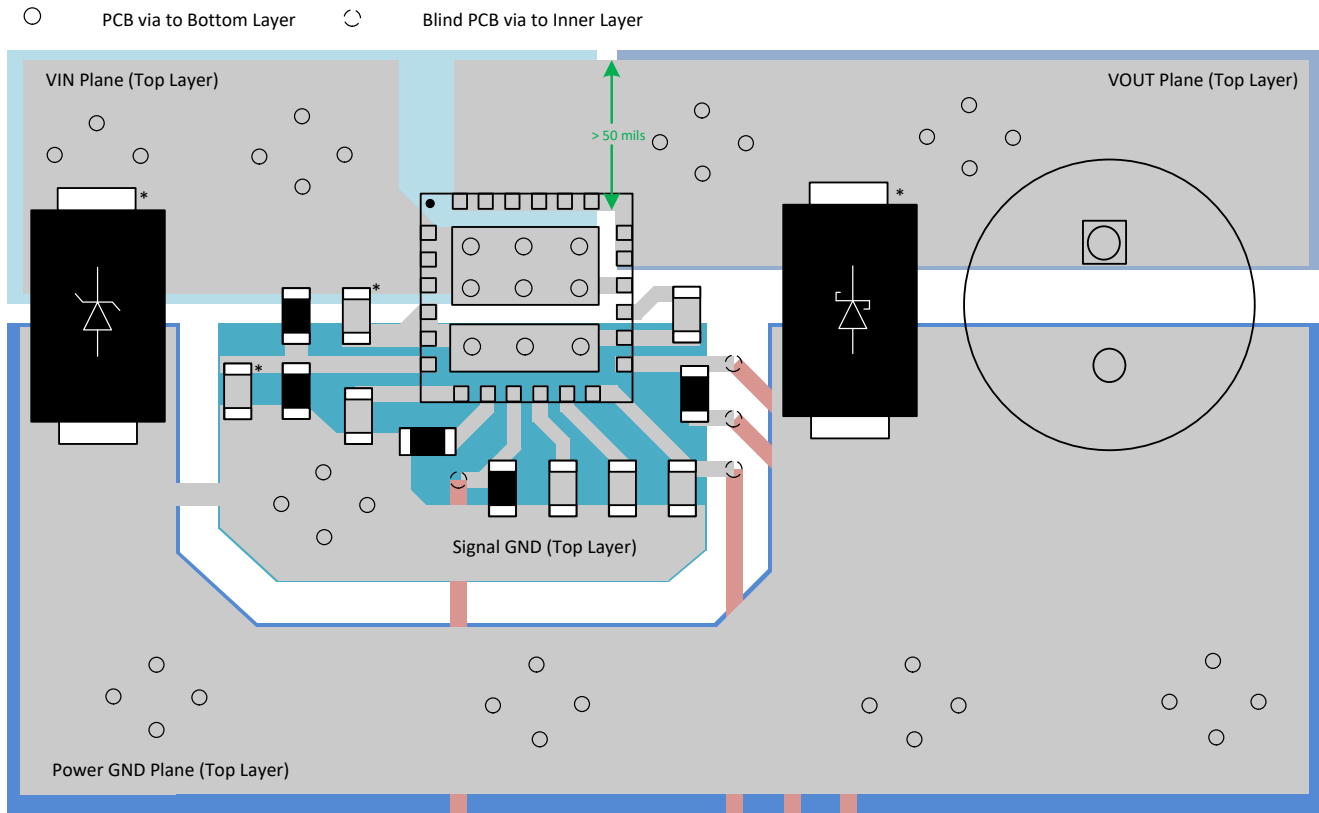 PCB via to Bottom Layer
Blind PCB via to Inner Layer
VIN Plane (Top Layer)
VOUT Plane (Top Layer)
> 50 mils
*
*
*
*
Signal GND (Top Layer)
Power GND Plane (Top Layer)